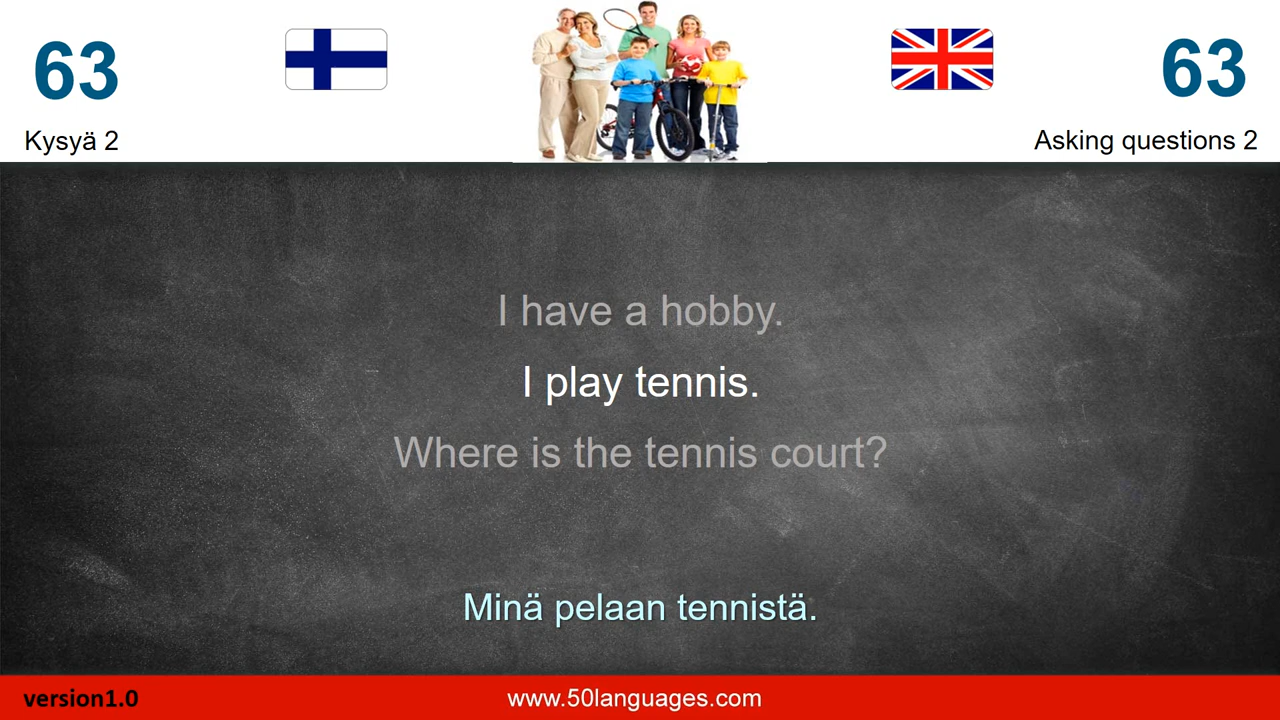 63
63
Kysyä 2
Asking questions 2
I have a hobby.
I play tennis.
Where is the tennis court?
Minä pelaan tennistä.
version1.0
www.50languages.com